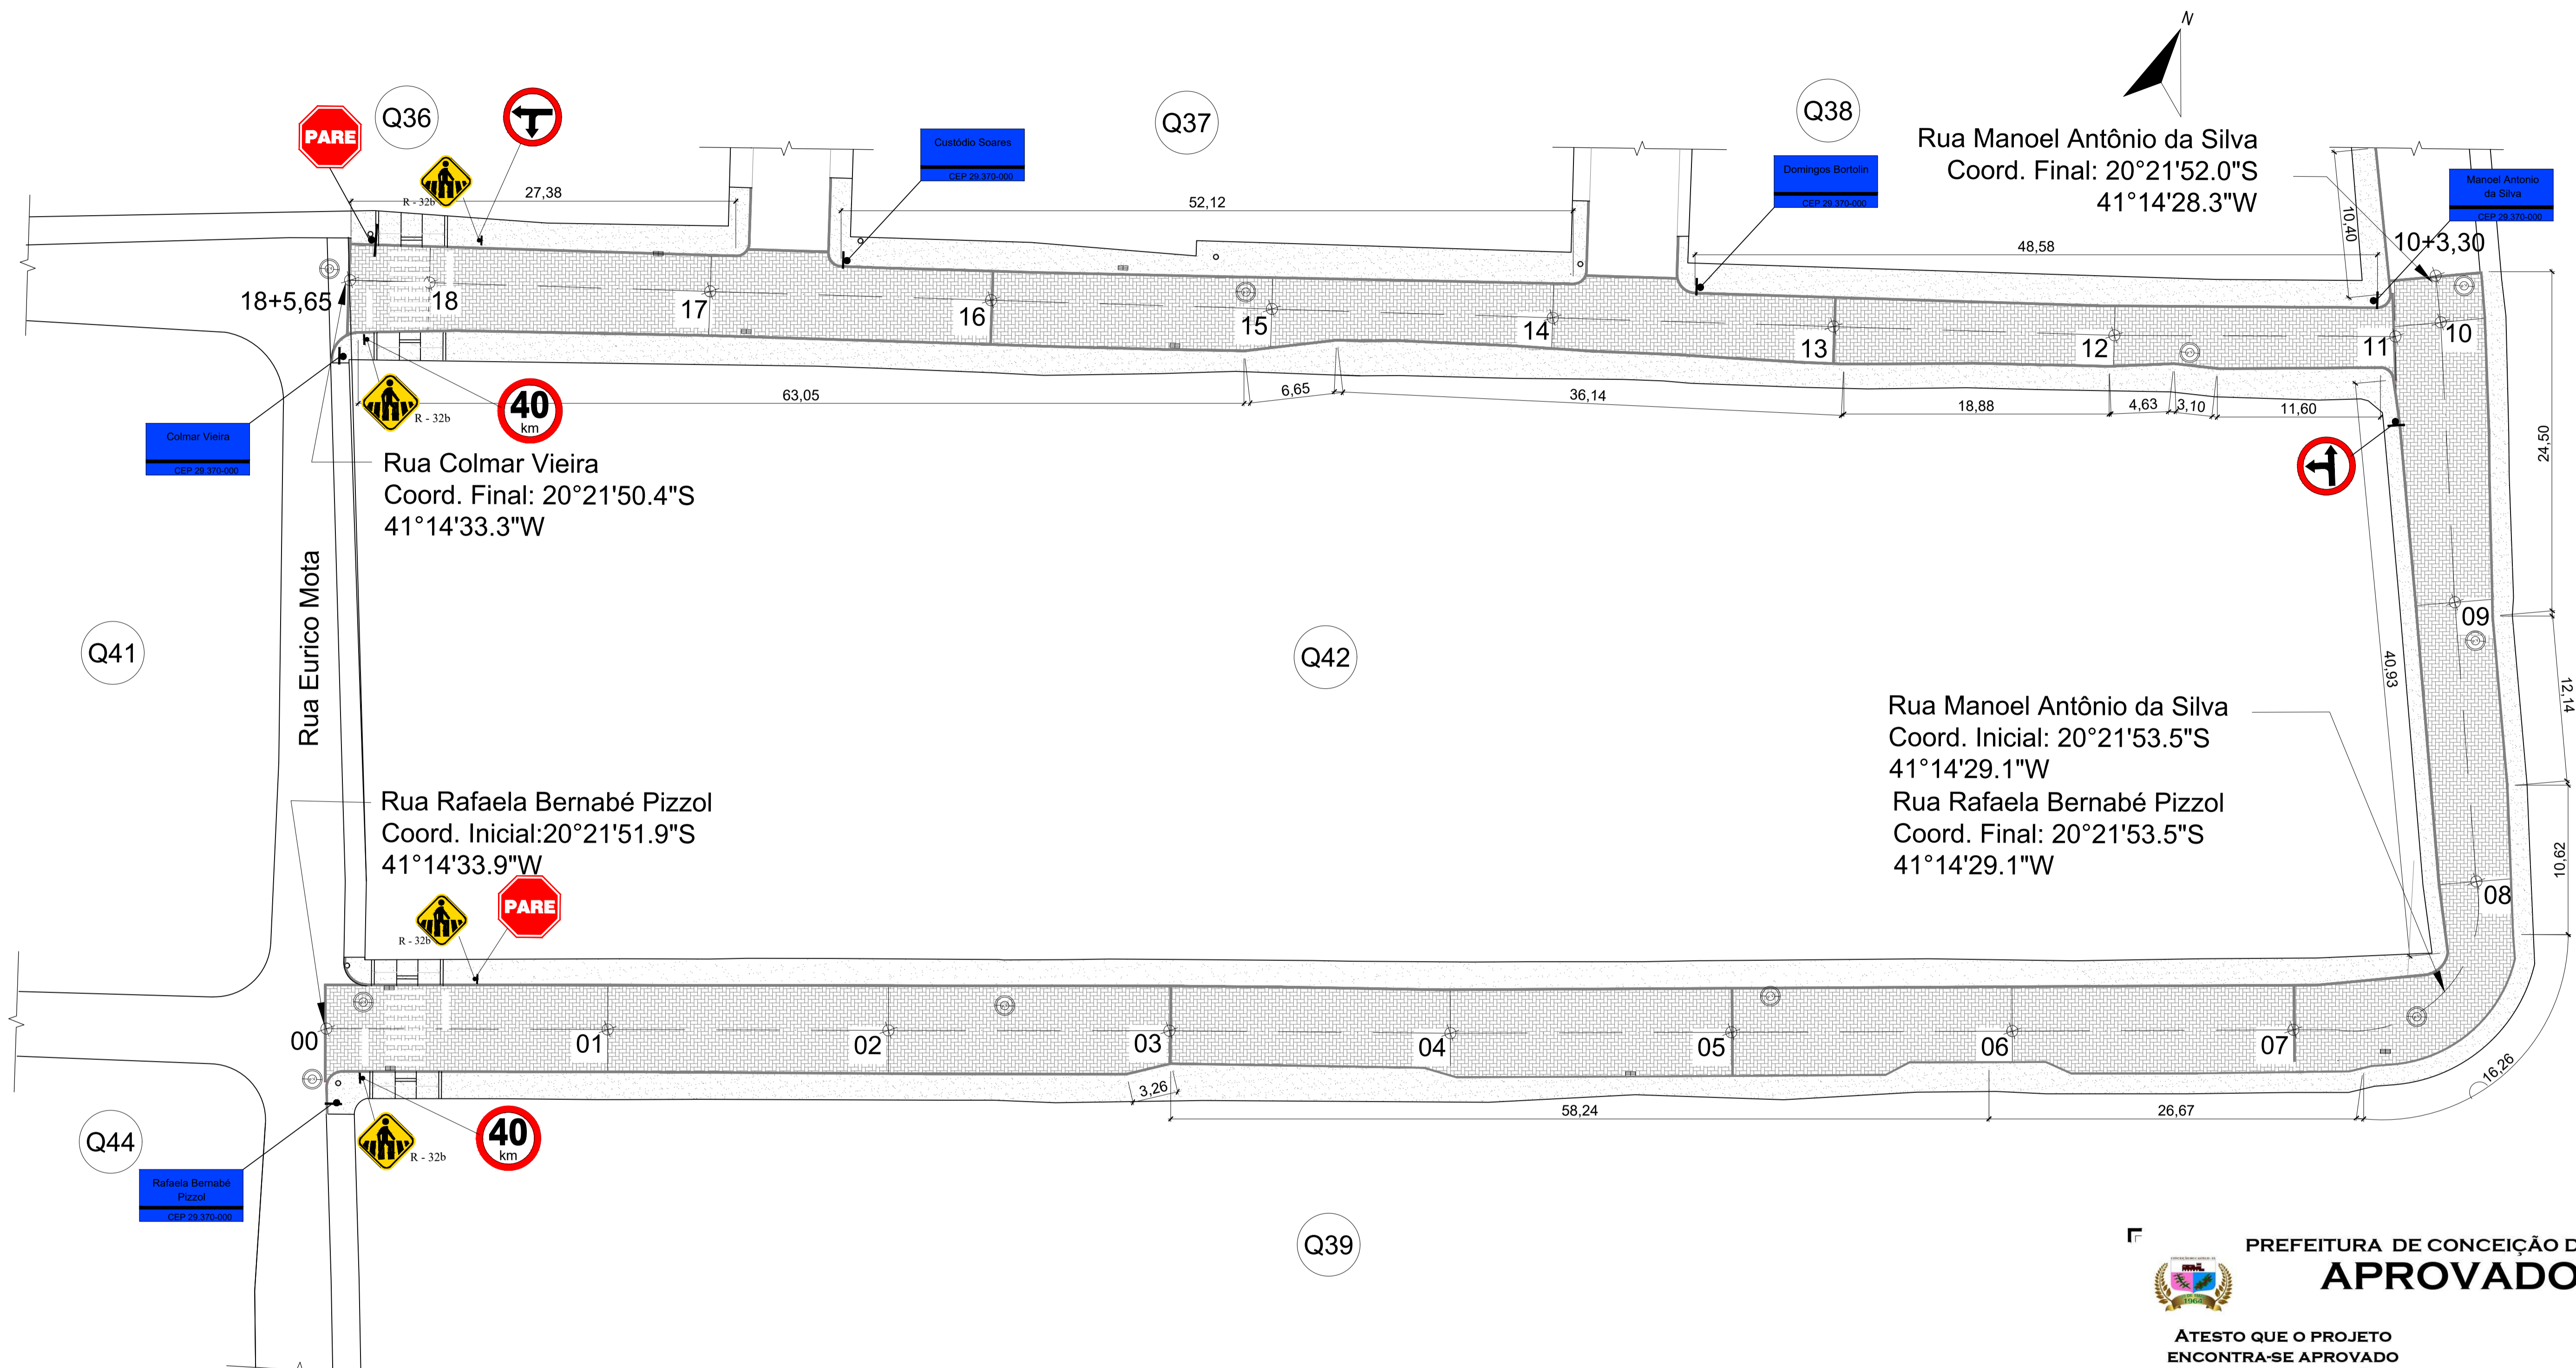 N
Q36
Q37
Q38
PARE
R - 32b
27,38
Custódio Soares
CEP 29.370-000
52,12
Domingos Bortolin
CEP 29.370-000
Rua Manoel Antônio da Silva
Coord. Final: 20°21'52.0"S
41°14'28.3"W
Manoel Antonio
da Silva
CEP 29.370-000
10,40
48,58
10+3,30
18+5,65
18
17
16
15
14
13
12
11
10
63,05
6,65
36,14
18,88
4,63
3,10
11,60
24,50
R - 32b
40
km
Colmar Vieira
CEP 29.370-000
Rua Colmar Vieira
Coord. Final: 20°21'50.4"S
41°14'33.3"W
Rua Eurico Mota
Q41
Q42
09
40,93
12,14
Rua Manoel Antônio da Silva
Coord. Inicial: 20°21'53.5"S
41°14'29.1"W
Rua Rafaela Bernabé Pizzol
Coord. Final: 20°21'53.5"S
41°14'29.1"W
10,62
08
Rua Rafaela Bernabé Pizzol
Coord. Inicial:20°21'51.9"S
41°14'33.9"W
PARE
R - 32b
00
01
02
03
04
05
06
07
3,26
58,24
26,67
16,26
Q44
R - 32b
40
km
Rafaela Bernabé
Pizzol
CEP 29.370-000
Q39
PREFEITURA DE CONCEIÇÃO D
APROVADO
1964
ATESTO QUE O PROJETO
ENCONTRA-SE APROVADO